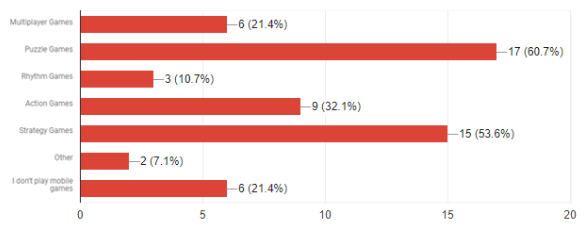 Multiplayer Games
6 (21.4%)
Puzzle Games
17 (60.7%)
Rhythm Games
3 (10.7%)
Action Games
9 (32.1%)
Strategy Games
15 (53.6%)
Other
2 (7.1%)
I don't play mobile
games
6 (21.4%)
0
5
10
15
20